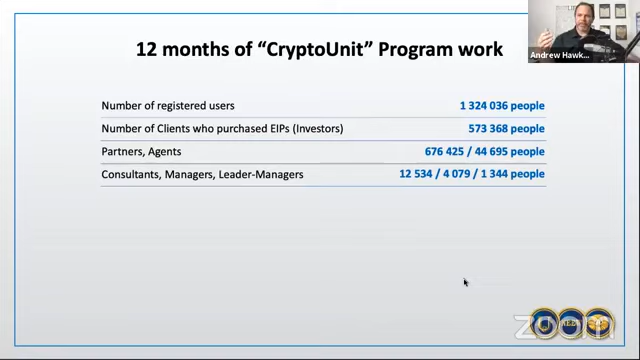 Andrew Hawk...
12 months of “CryptoUnit” Program work
Number of registered users 1 324 036 people
Number of Clients who purchased EIPs (Investors) 573 368 people
Partners, Agents 676 425 / 44 695 people
Consultants, Managers, Leader-Managers 12 534 / 4 079 / 1 344 people
zoom